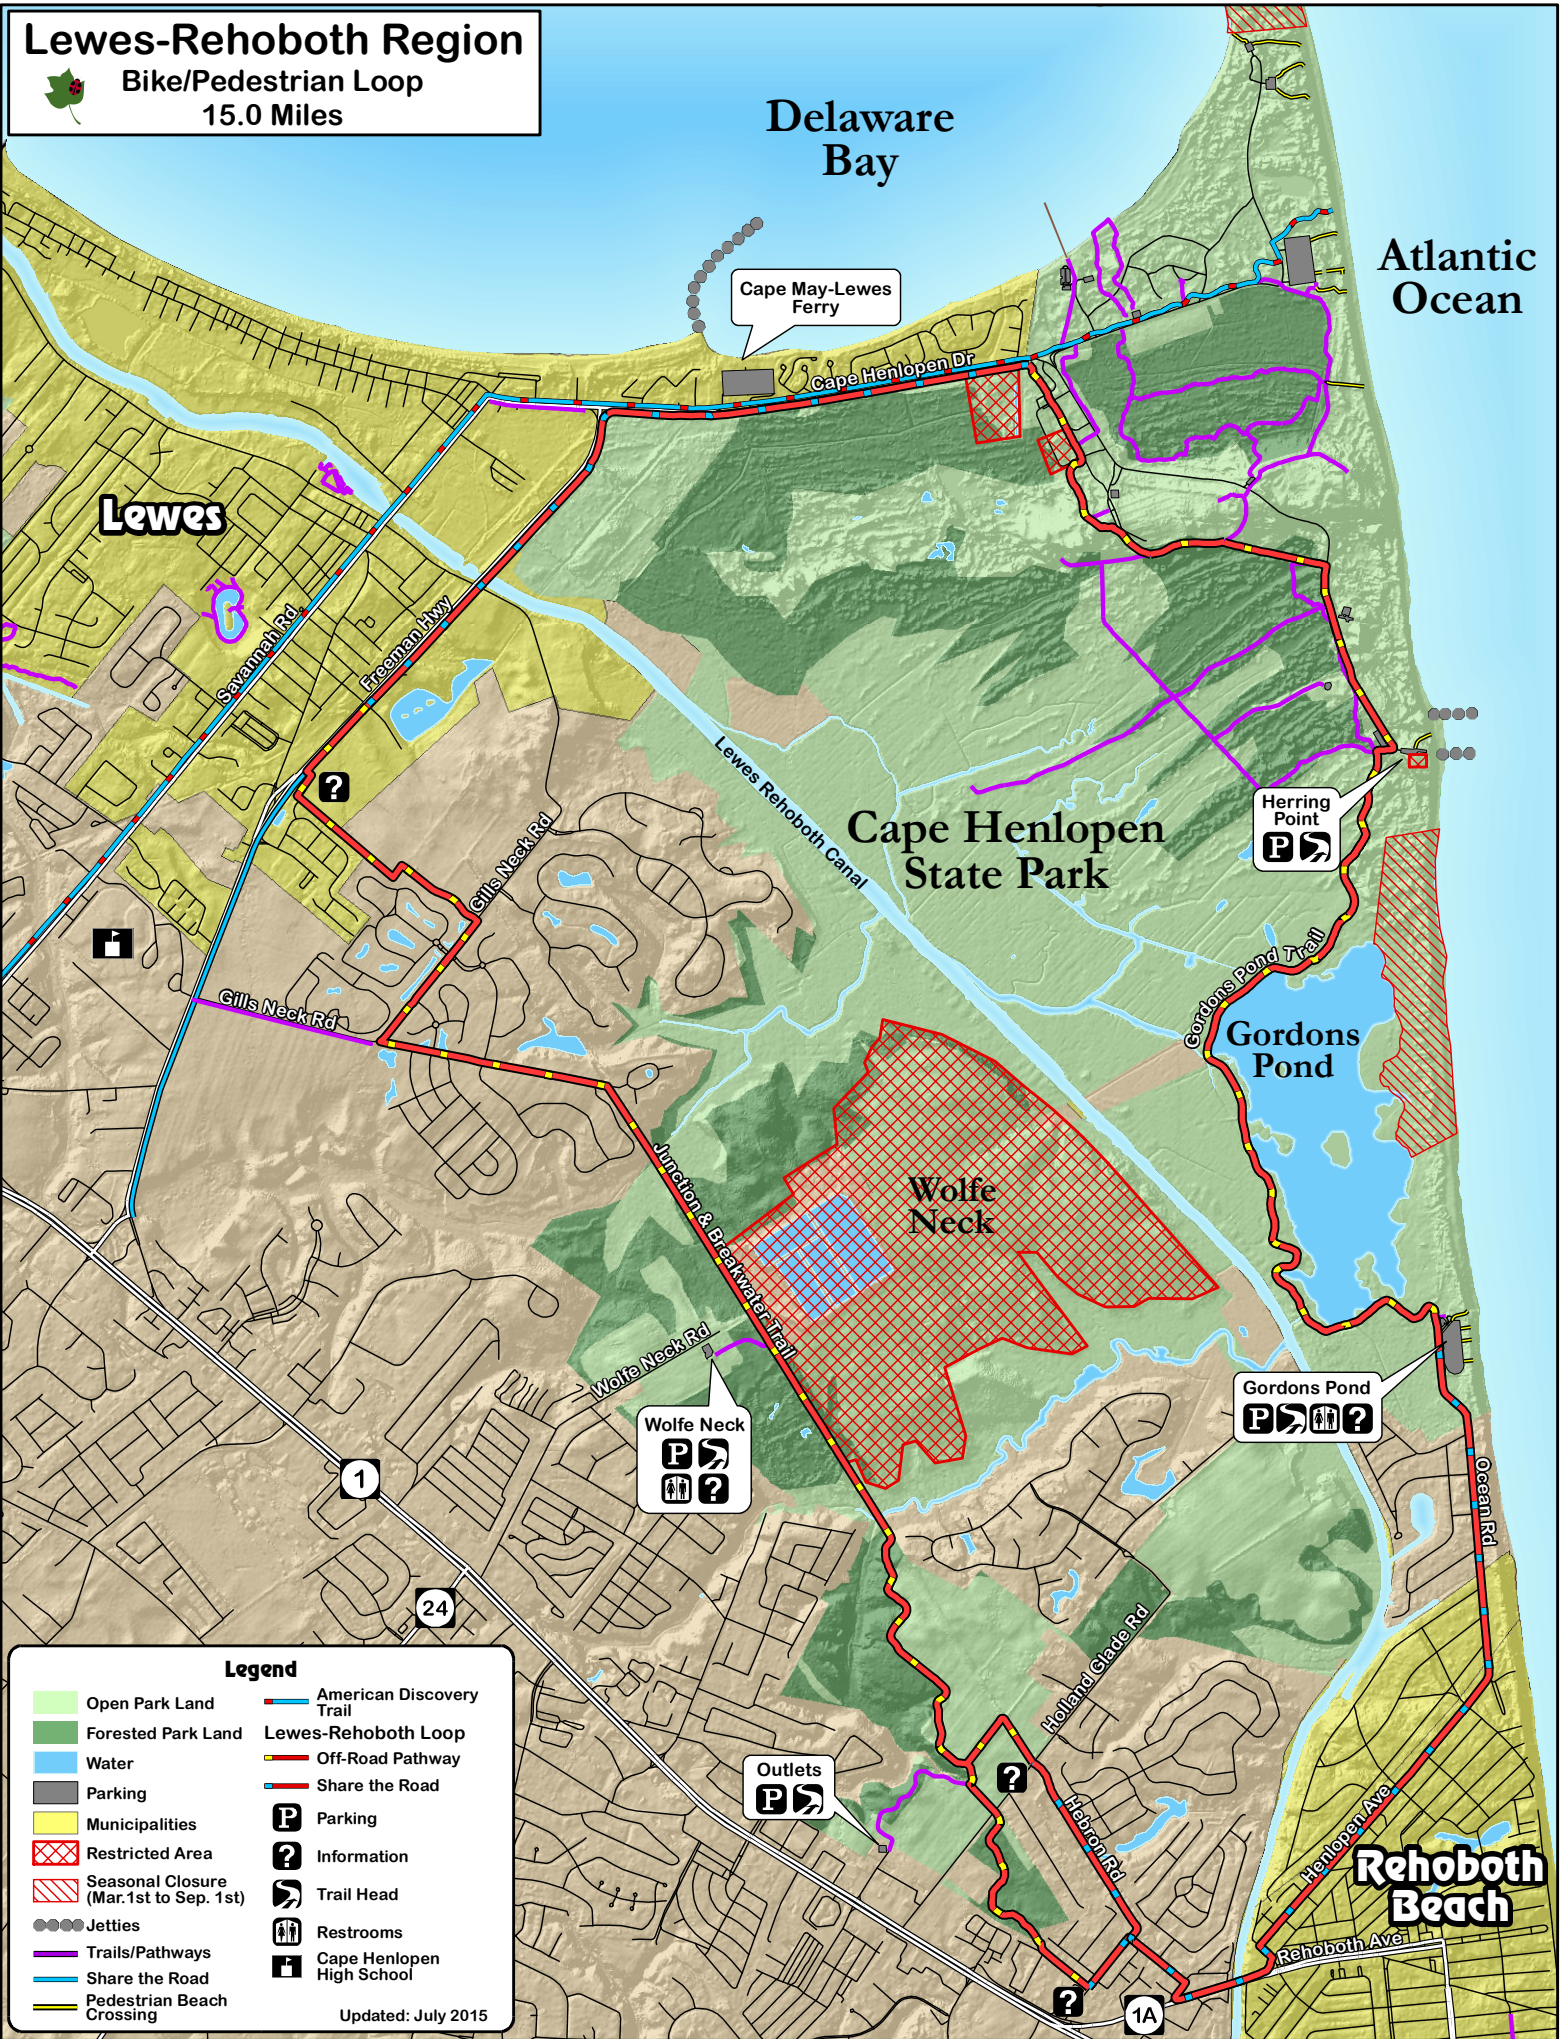 Lewes-Rehoboth Region
Bike/Pedestrian Loop
15.0 Miles
Delaware
Bay
Atlantic
Ocean
Cape May-Lewes
Ferry
Cape Henlopen Dr
Lewes
Savannah Rd
Freeman Hwy
?
Lewes Rehoboth Canal
Cape Henlopen
State Park
Herring
Point
P
Gills Neck Rd
Gills Neck Rd
Gordons Pond Trail
Gordons
Pond
Junction & Breakwater Trail
Wolfe
Neck
Wolfe Neck Rd
Wolfe Neck
P
?
Gordons Pond
P
?
1
24
Ocean Rd
Holland Glade Rd
Outlets
P
?
Hebron Rd
Henlopen Ave
Rehoboth
Beach
Rehoboth Ave
?
1A
Legend
Open Park Land
Forested Park Land
Water
Parking
Municipalities
Restricted Area
Seasonal Closure
(Mar.1st to Sep. 1st)
Jetties
Trails/Pathways
Share the Road
Pedestrian Beach
Crossing
American Discovery
Trail
Lewes-Rehoboth Loop
Off-Road Pathway
Share the Road
P Parking
? Information
Trail Head
Restrooms
Cape Henlopen
High School
Updated: July 2015